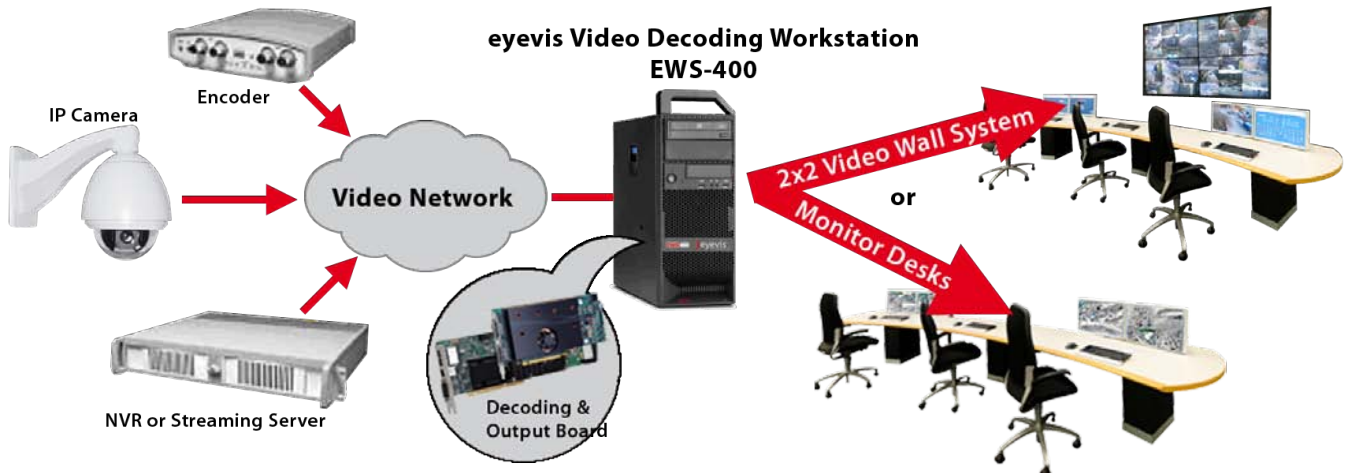 eyevis Video Decoding Workstation
EWS-400
Encoder
IP Camera
Video Network
eyevis
2x2 Video Wall System
or
Monitor Desks
Decoding &
Output Board
NVR or Streaming Server